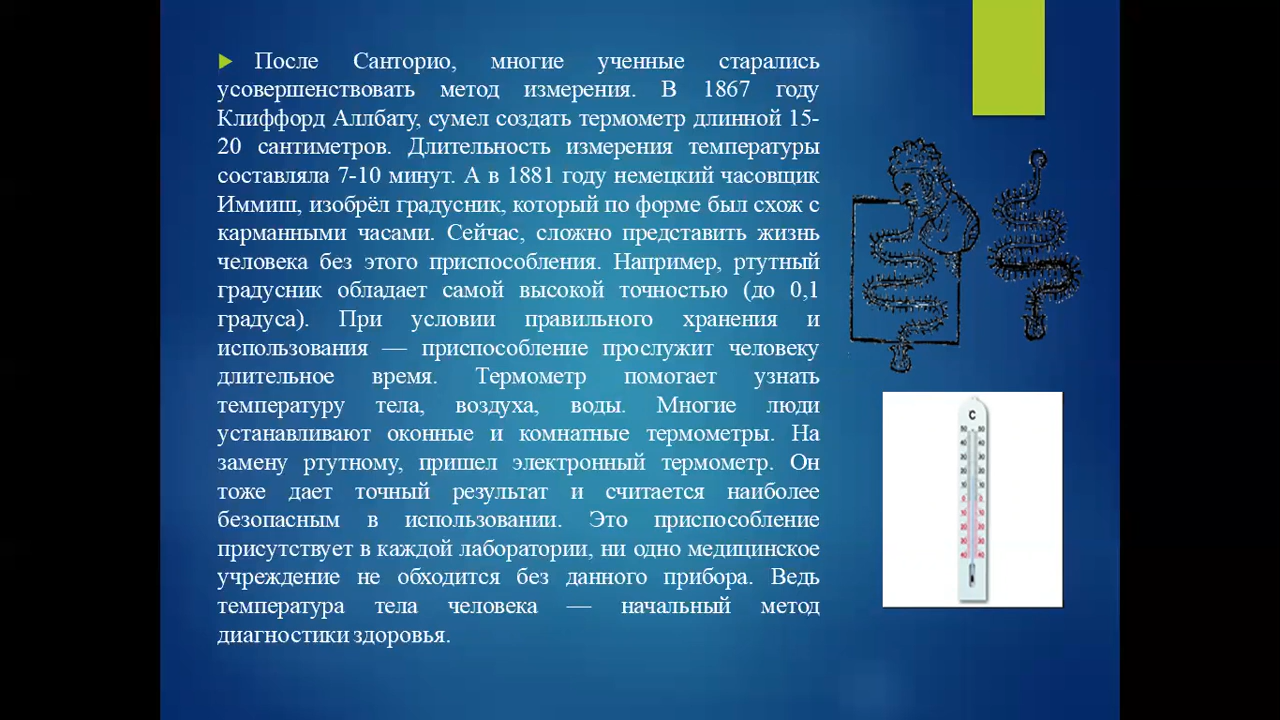 После Санторио, многие ученные старались
усовершенствовать метод измерения. В 1867 году
Клиффорд Аллбату, сумел создать термометр длинной 15-
20 сантиметров. Длительность измерения температуры
составляла 7-10 минут. А в 1881 году немецкий часовщик
Иммиш, изобрёл градусник, который по форме был схож с
карманными часами. Сейчас, сложно представить жизнь
человека без этого приспособления. Например, ртутный
градусник обладает самой высокой точностью (до 0,1
градуса). При условии правильного хранения и
использования — приспособление прослужит человеку
длительное время. Термометр помогает узнать
температуру тела, воздуха, воды. Многие люди
устанавливают оконные и комнатные термометры. На
замену ртутному, пришел электронный термометр. Он
тоже дает точный результат и считается наиболее
безопасным в использовании. Это приспособление
присутствует в каждой лаборатории, ни одно медицинское
учреждение не обходится без данного прибора. Ведь
температура тела человека — начальный метод
диагностики здоровья.
C